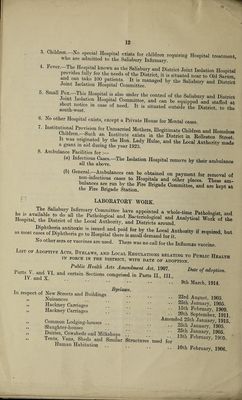 12
3. Children.—No special Hospital exists for children requiring Hospital treatment,
who are admitted to the Salisbury Infirmary.
4. Fever.—The Hospital known as the Salisbury and District Joint Isolation Hospital
provides fully for the needs of the District, it is situated near to Old Sarum,
and can take 100 patients. It is managed by the Salisbury and District
Joint Isolation Hospital Committee.
5. Small Pox.—This Hospital is also under the control of the Salisbury and District
Joint Isolation Hospital Committee, and can be equipped and staffed at
short notice in case of need. It is situated outside the District, to the
south-west.
6. No other Hospital exists, except a Private House for Mental cases.
7. Institutional Provision for Unmarried Mothers, Illegitimate Children and Homeless
Children.—Such an Institute exists in the District in Rollestone Street.
It was originated by the Hon. Lady Hulse, and the Local Authority made
a grant in aid during the year 1925.
8. Ambulance Facilities for :—
(a) Infectious Cases.—The Isolation Hospital remove by their ambulance
all the above.
(b) General.—Ambulances can be obtained on payment for removal of
non-infectious cases to Hospitals and other places. These am-
bulances are run by the Fire Brigade Committee, and are kept at
the Fire Brigade Station.
LABORATORY WORK.
The Salisbury Infirmary Committee have appointed a whole-time Pathologist, and
he is available to do all the Pathological and Bacteriological and Analytical Work of the
Hospital, the District of the Local Authority, and Districts around.
Diphtheria antitoxin is issued and paid for by the Local Authority if required, but
as most cases of Diphtheria go to Hospital there is small demand for it.
No other sera or vaccines are used. There was no call for the Influenza vaccine.
LIST OF ADOPTIVE ACTS, BYELAWS, AND LOCAL REGULATIONS RELATING TO PUBLIC HEALTH
IN FORCE IN THE DISTRICT, WITH DATE OF ADOPTION.
Public Health Acts Amendment Act, 1907. Date of adoption.
Parts V. and VI. and certain Sections comprised in Parts II., III.,
IV. and X. 9th March, 1914.
Byelaws.
In respect of New Streets and Buildings 23rd August, 1905.
„ Nuisances 25th January, 1905.
„ Hackney Carriages 15th February, 1909.
„ Hackney Carriages 20th September, 1911.
Amended 25th January, 1915.
„ Common Lodging-houses 25th January, 1905.
„ Slaughter-houses 25th January, 1905.
„ Dairies, Cowsheds and Milkshops 12th February, 1905.
„ Tents, Vans, Sheds and Similar Structures used for
Human Habitation 16th February, 1906.